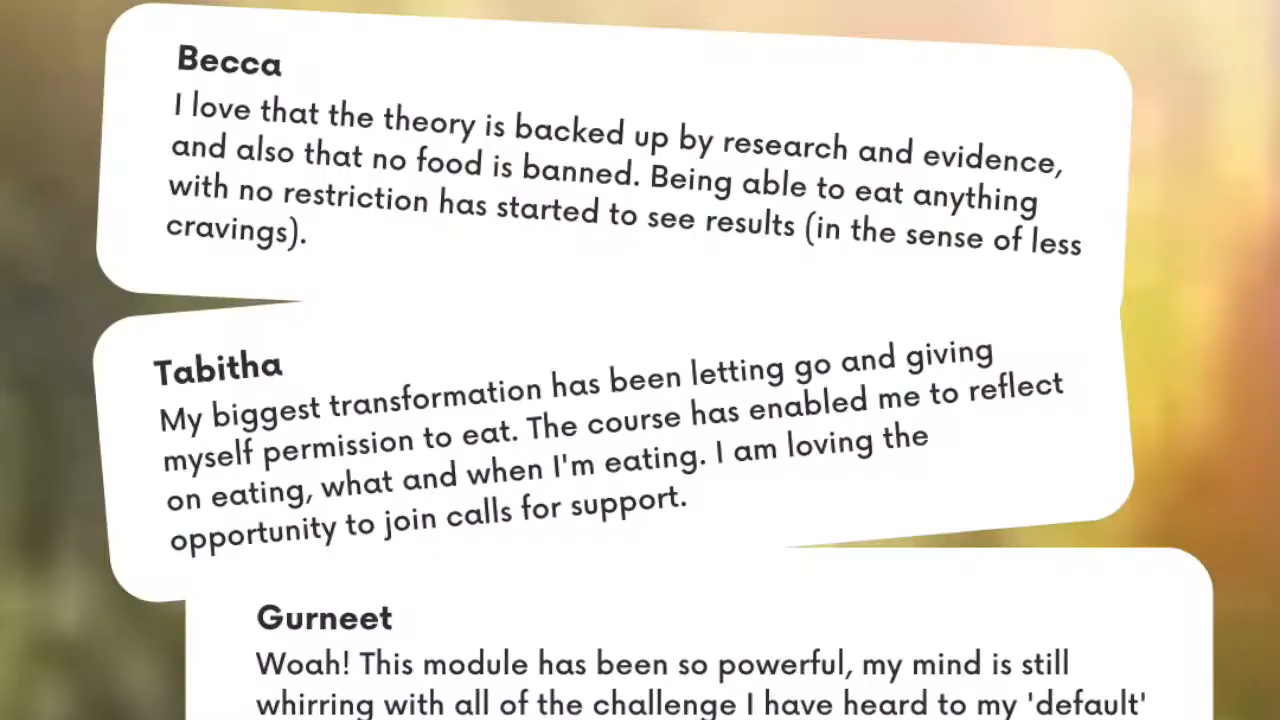 Becca
I love that the theory is backed up by research and evidence,
and also that no food is banned. Being able to eat anything
with no restriction has started to see results (in the sense of less
cravings).
Tabitha
My biggest transformation has been letting go and giving
myself permission to eat. The course has enabled me to reflect
on eating, what and when I'm eating. I am loving the
opportunity to join calls for support.
Gurneet
Woah! This module has been so powerful, my mind is still
whirring with all of the challenge I have heard to my 'default'